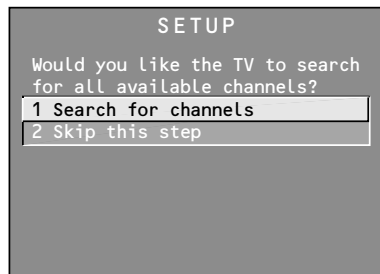 SETUP
Would you like the TV to search
for all available channels?
1 Search for channels
2 Skip this step